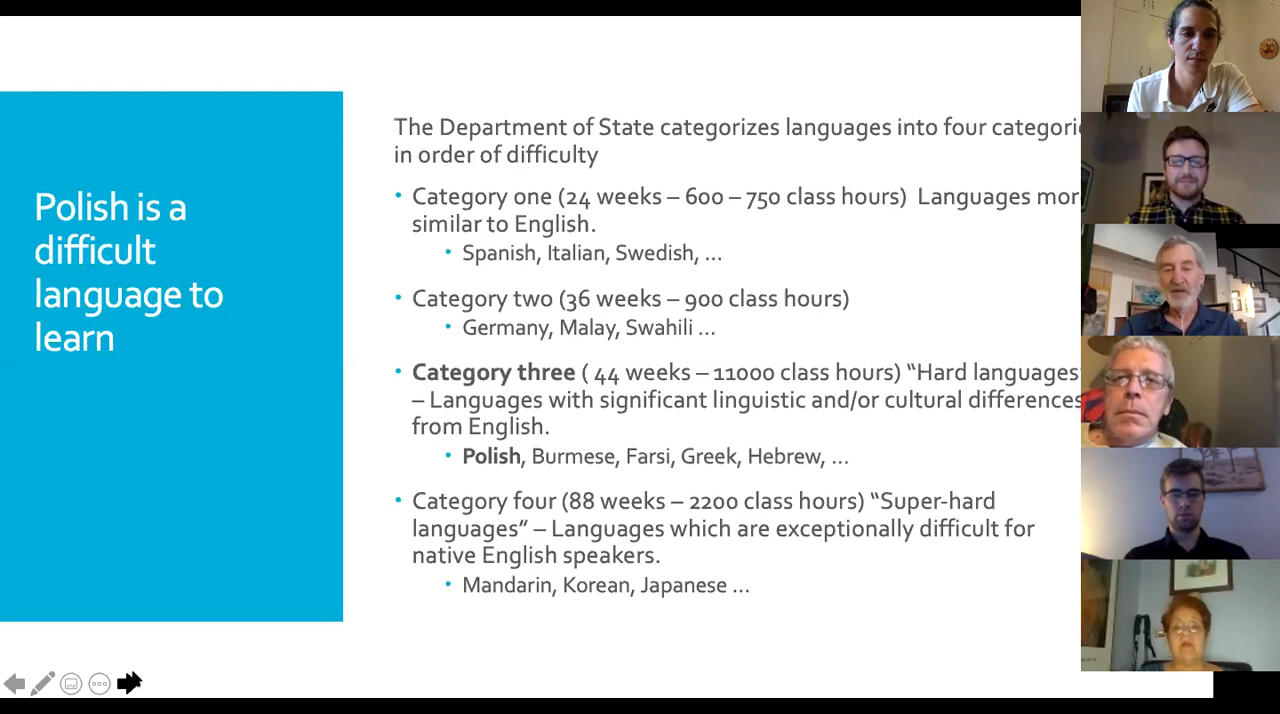 Polish is a
difficult
language to
learn
The Department of State categorizes languages into four categori
in order of difficulty
• Category one (24 weeks – 600 – 750 class hours)  Languages mor
similar to English.
• Spanish, Italian, Swedish, ...
• Category two (36 weeks – 900 class hours)
• Germany, Malay, Swahili ...
• Category three ( 44 weeks – 11000 class hours) “Hard languages
– Languages with significant linguistic and/or cultural differences
from English.
• Polish, Burmese, Farsi, Greek, Hebrew, ...
• Category four (88 weeks – 2200 class hours) “Super-hard
languages” – Languages which are exceptionally difficult for
native English speakers.
• Mandarin, Korean, Japanese ...